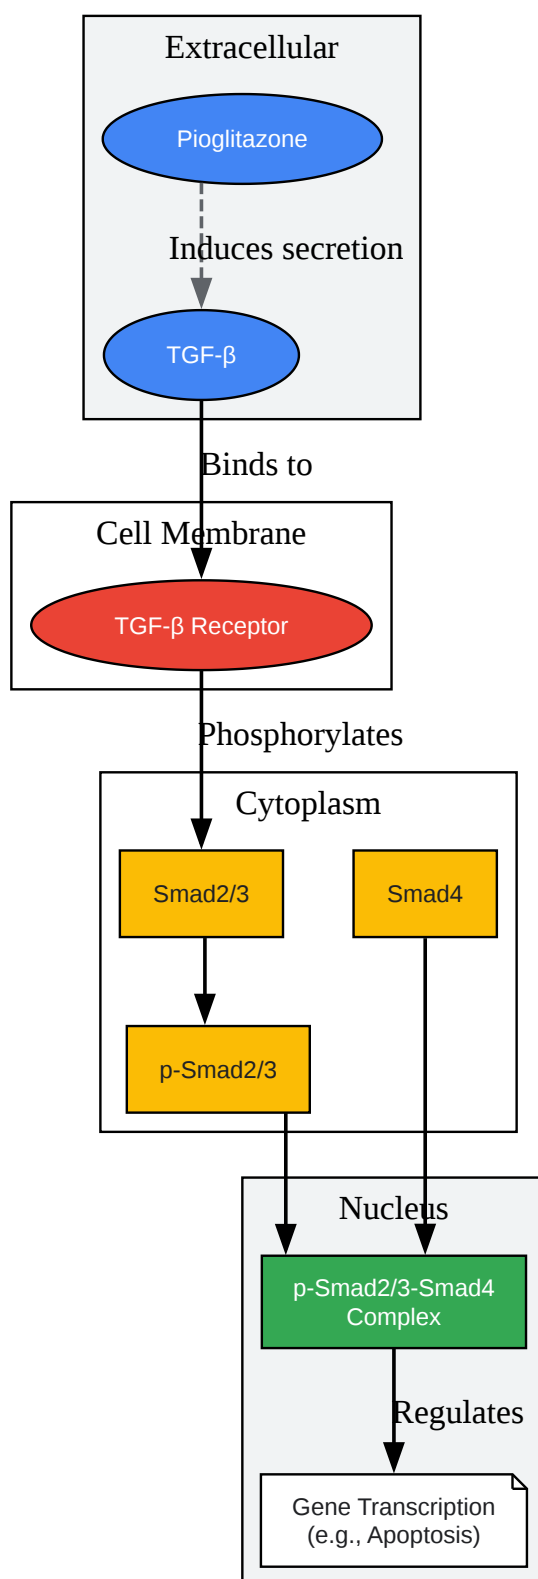 Extracellular
Pioglitazone
Induces secretion
TGF-β
Binds to
Cell Membrane
TGF-β Receptor
Phosphorylates
Cytoplasm
Smad2/3
Smad4
p-Smad2/3
Nucleus
p-Smad2/3-Smad4
Complex
Regulates
Gene Transcription
(e.g., Apoptosis)